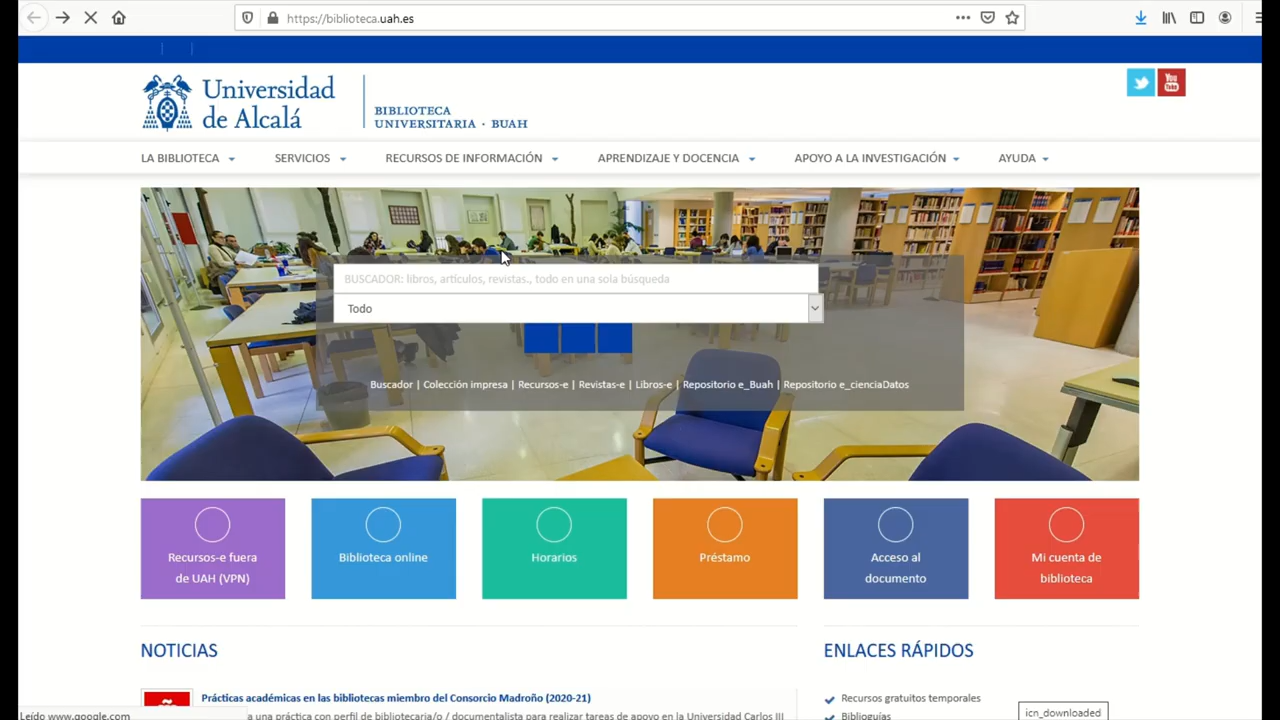 https://biblioteca.uah.es
Universidad
de Alcalá
BIBLIOTECA
UNIVERSITARIA · BUAH
You
Tube
LA BIBLIOTECA SERVICIOS RECURSOS DE INFORMACIÓN APRENDIZAJE Y DOCENCIA APOYO A LA INVESTIGACIÓN AYUDA
BUSCADOR: libros, artículos, revistas., todo en una sola búsqueda
Todo
Buscador | Colección impresa | Recursos-e | Revistas-e | Libros-e | Repositorio e_Buah | Repositorio e_cienciaDatos
Recursos-e fuera
de UAH (VPN)
Biblioteca online
Horarios
Préstamo
Acceso al
documento
Mi cuenta de
biblioteca
NOTICIAS
ENLACES RÁPIDOS
Prácticas académicas en las bibliotecas miembro del Consorcio Madroño (2020-21)
una práctica con perfil de bibliotecaria/o / documentalista para realizar tareas de apoyo en la Universidad Carlos III
Recursos gratuitos temporales
Biblioguías
icn_downloaded
Leído www.google.com